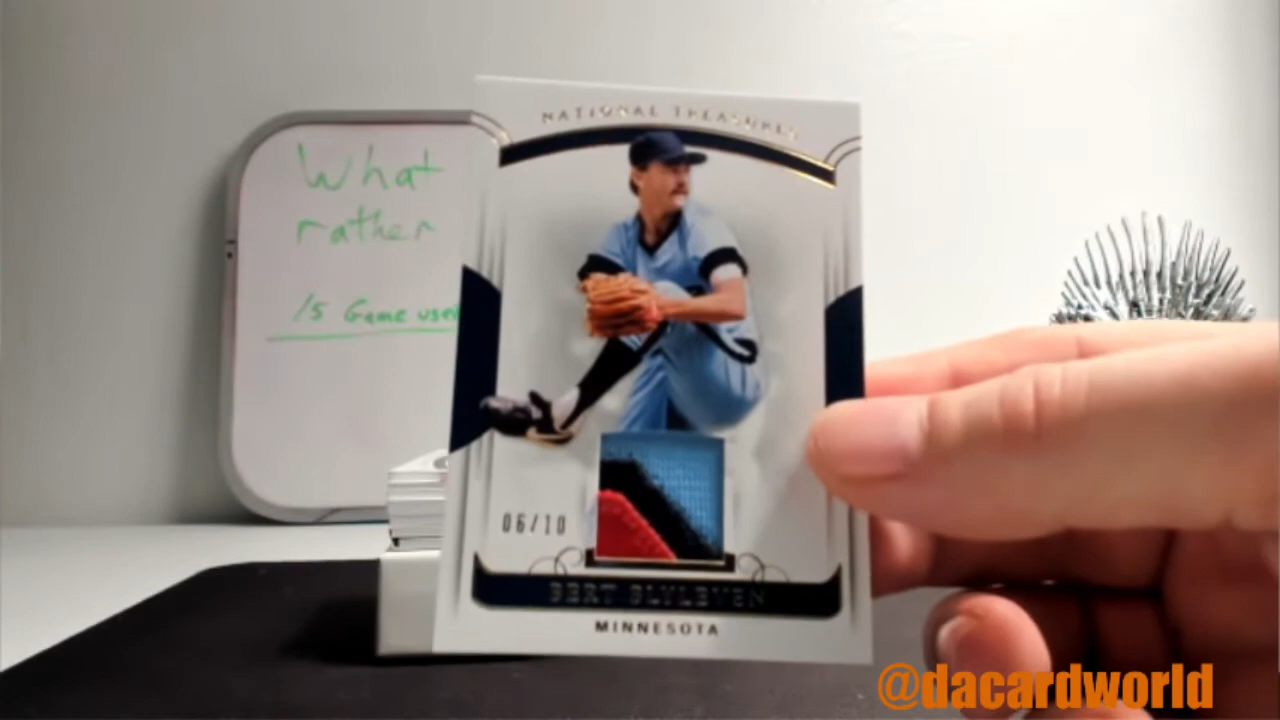 What
rather
/5 Game used
NATIONAL TREASURES
06/10
BERT BLYLEVEN
MINNESOTA
@dacardworld